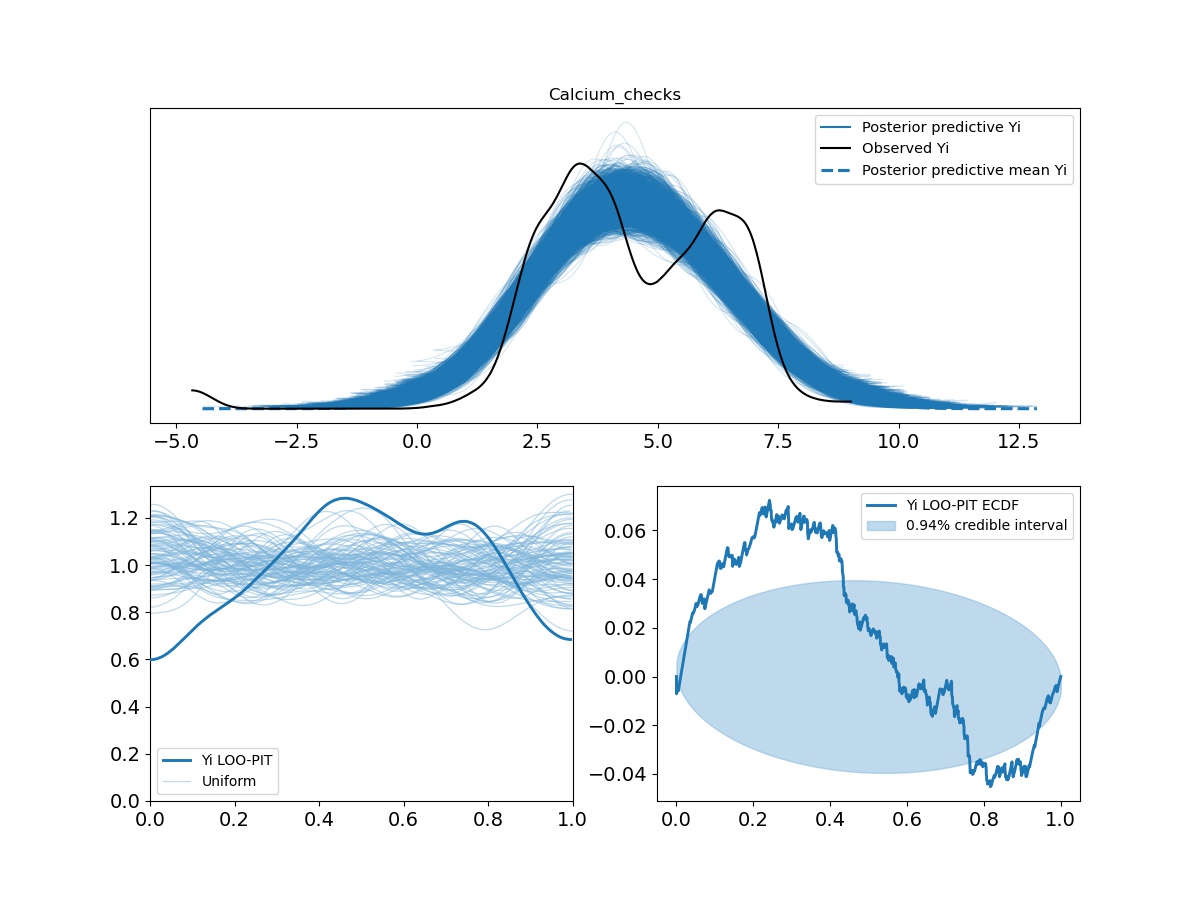 Calcium_checks
Posterior predictive Yi
Observed Yi
Posterior predictive mean Yi
−5.0 −2.5 0.0 2.5 5.0 7.5 10.0 12.5
1.2
1.0
0.8
0.6
0.4
0.2
0.0
Yi LOO-PIT
Uniform
0.0 0.2 0.4 0.6 0.8 1.0
Yi LOO-PIT ECDF
0.94% credible interval
0.06
0.04
0.02
0.00
−0.02
−0.04
0.0 0.2 0.4 0.6 0.8 1.0